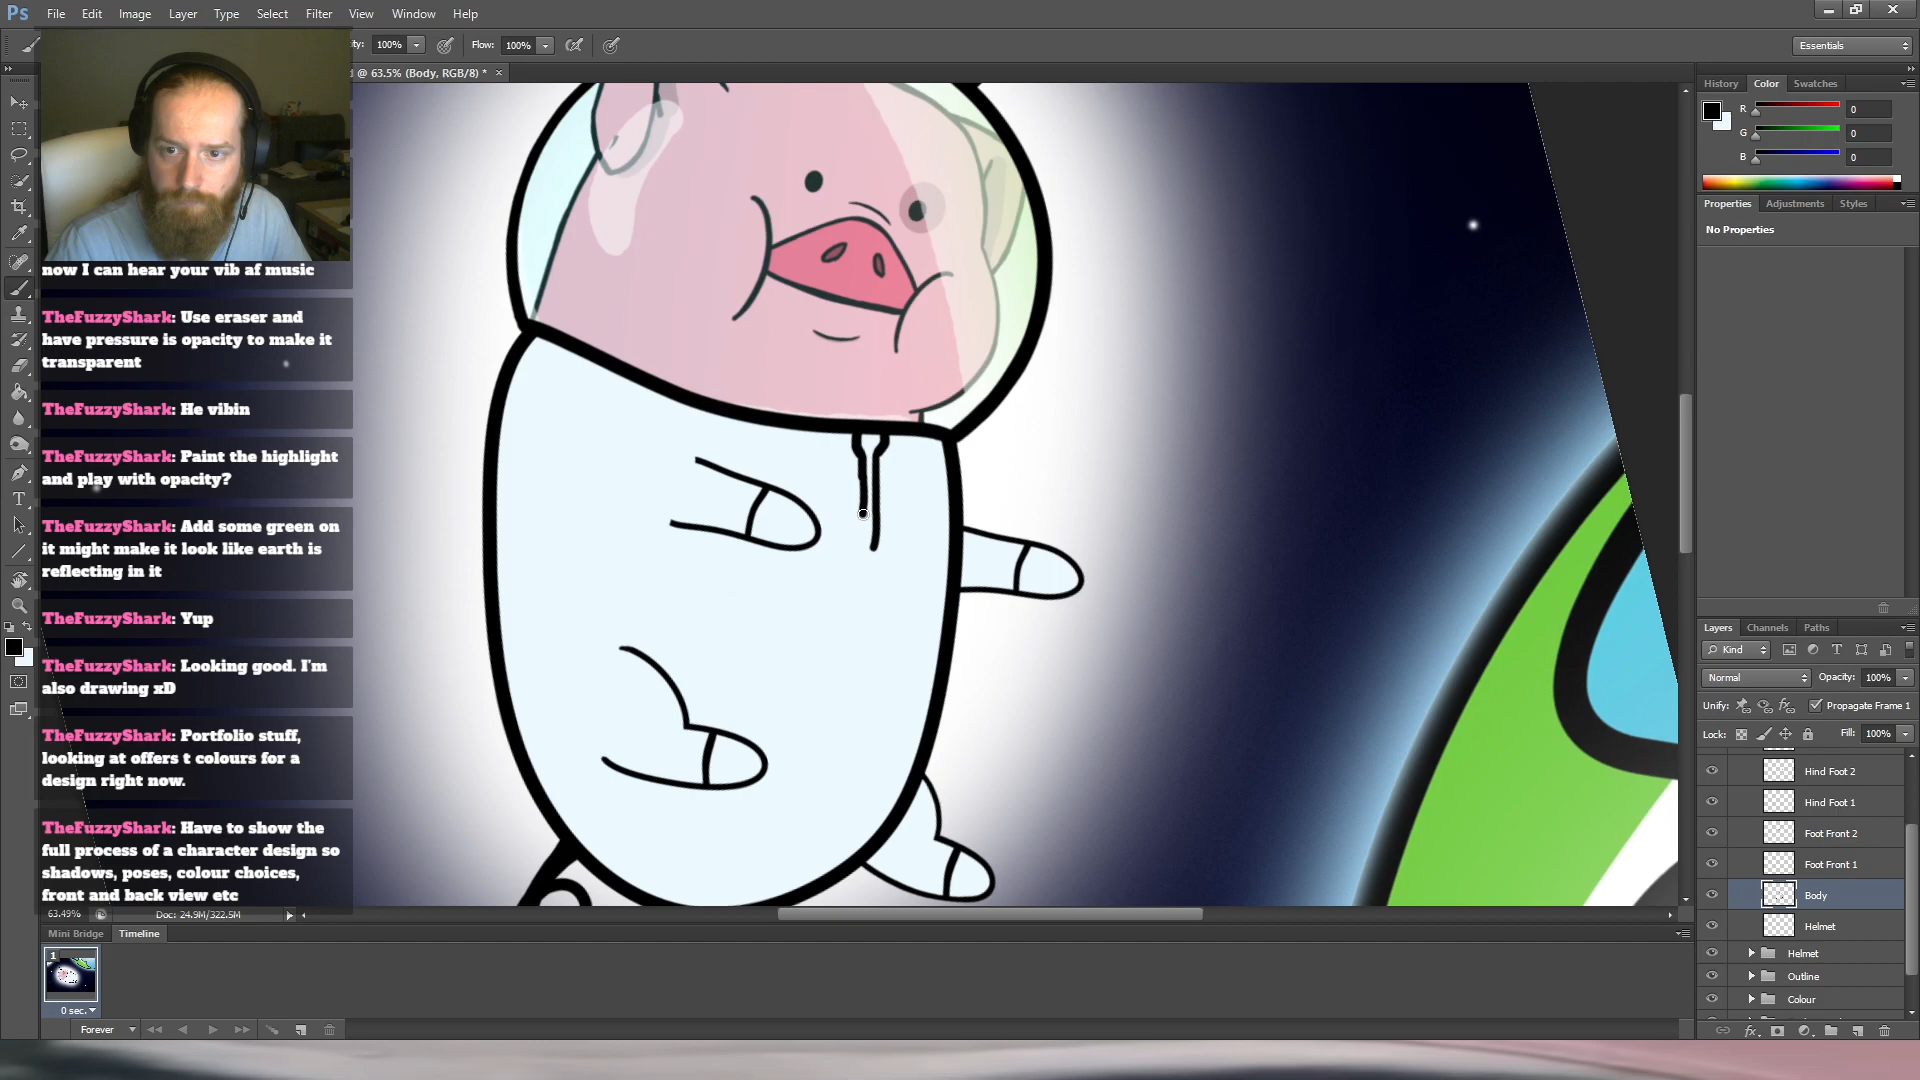 Ps File Edit Image Layer Type Select Filter View Window Help
ity: 100% Flow: 100% Essentials
d @ 63.5% (Body, RGB/8) * ×
now I can hear your vib af music
TheFuzzyShark: Use eraser and
have pressure is opacity to make it
transparent
TheFuzzyShark: He vibin
TheFuzzyShark: Paint the highlight
and play with opacity?
TheFuzzyShark: Add some green on
it might make it look like earth is
reflecting in it
TheFuzzyShark: Yup
TheFuzzyShark: Looking good. I'm
also drawing xD
TheFuzzyShark: Portfolio stuff,
looking at offers t colours for a
design right now.
TheFuzzyShark: Have to show the
full process of a character design so
shadows, poses, colour choices,
front and back view etc
63.49% Doc: 24.9M/322.5M
Mini Bridge Timeline
1
0 sec.
Forever
History Color Swatches
R 0
G 0
B 0
Properties Adjustments Styles
No Properties
Layers Channels Paths
Kind
Normal Opacity: 100%
Unify: Propagate Frame 1
Lock: Fill: 100%
Hind Foot 2
Hind Foot 1
Foot Front 2
Foot Front 1
Body
Helmet
Helmet
Outline
Colour